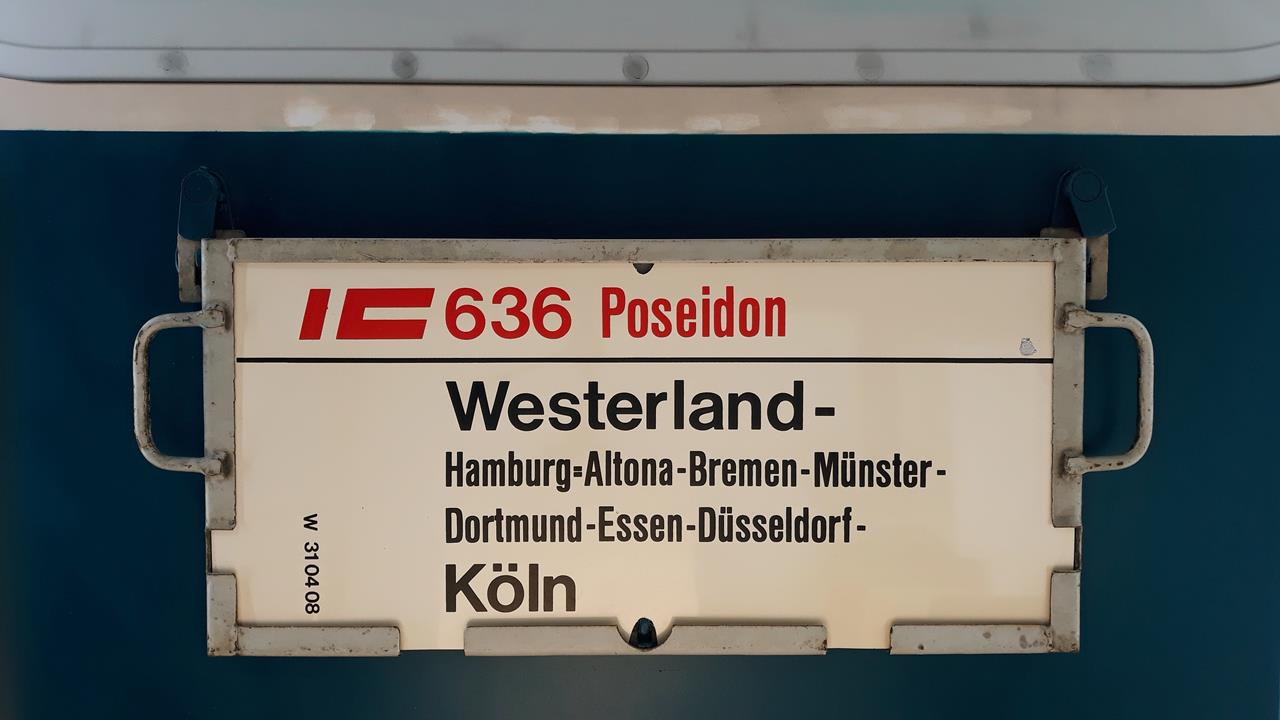 IC 636 Poseidon
Westerland-
Hamburg=Altona-Bremen-Münster-
Dortmund-Essen-Düsseldorf-
Köln
W 310408